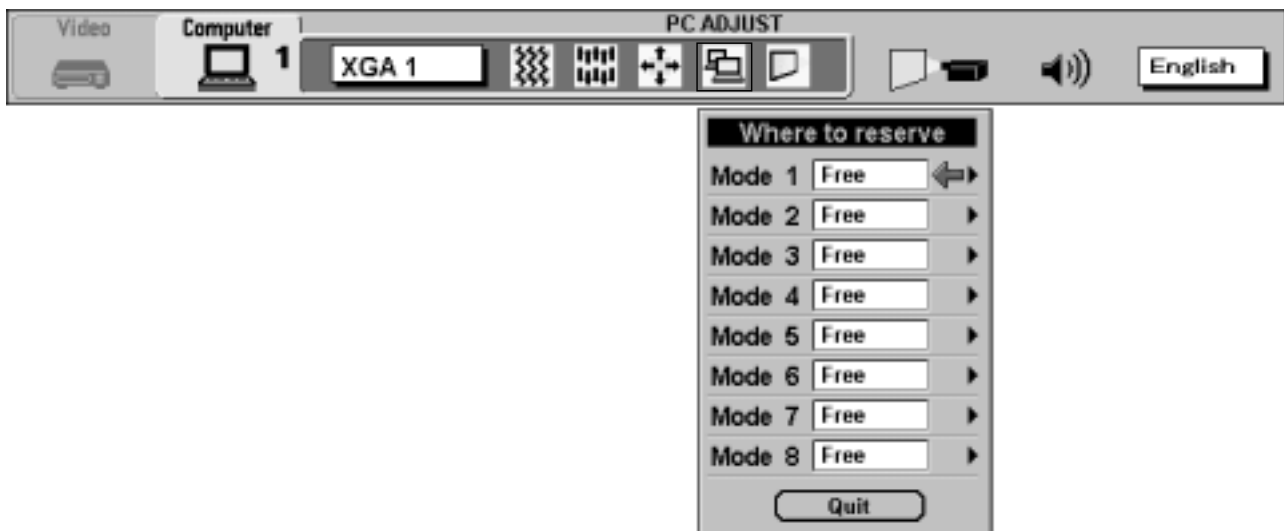 Video
Computer
PC ADJUST
1
XGA 1
English
Where to reserve
Mode 1 Free
Mode 2 Free
Mode 3 Free
Mode 4 Free
Mode 5 Free
Mode 6 Free
Mode 7 Free
Mode 8 Free
Quit